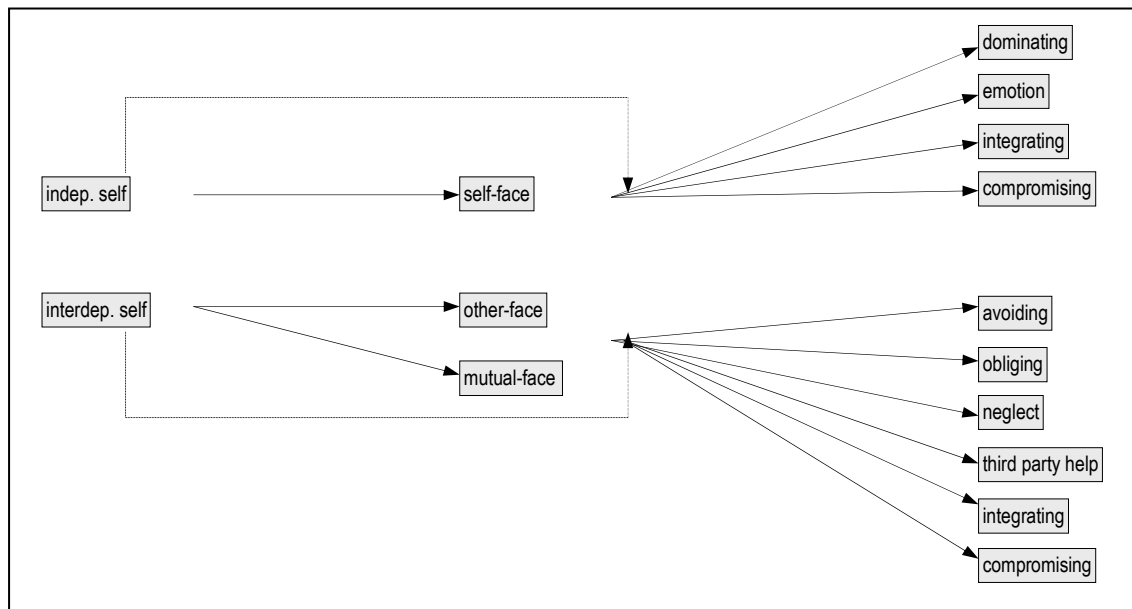 dominating
emotion
integrating
indep. self
self-face
compromising
interdep. self
other-face
avoiding
obliging
mutual-face
neglect
third party help
integrating
compromising